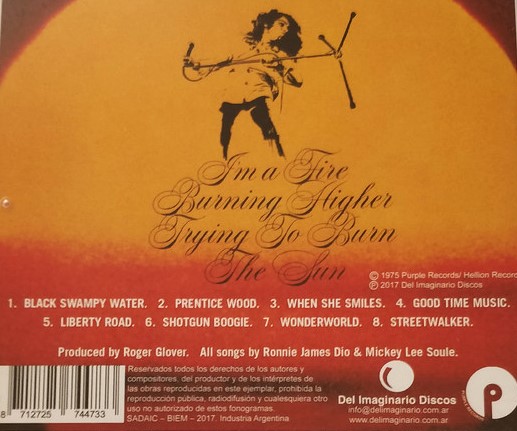 I'm a Fire
Burning Higher
Trying To Burn
The Sun
© 1975 Purple Records/ Hellion Record
℗ 2017 Del Imaginario Discos
1. BLACK SWAMPY WATER. 2. PRENTICE WOOD. 3. WHEN SHE SMILES. 4. GOOD TIME MUSIC.
5. LIBERTY ROAD. 6. SHOTGUN BOOGIE. 7. WONDERWORLD. 8. STREETWALKER.
Produced by Roger Glover. All songs by Ronnie James Dio & Mickey Lee Soule.
Reservados todos los derechos de los autores y
compositores, del productor y de los intérpretes de
las obras reproducidas en este ejemplar, prohibida la
reproducción pública, radiodifusión y cualesquiera otro
uso no autorizado de estos fonogramas.
SADAIC – BIEM – 2017. Industria Argentina
8 712725 744733
Del Imaginario Discos
info@delimaginario.com.ar
www.delimaginario.com.ar
P